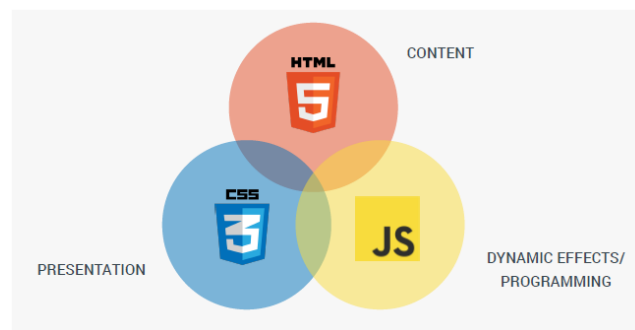 HTML
5
CONTENT
CSS
3
JS
PRESENTATION
DYNAMIC EFFECTS/
PROGRAMMING